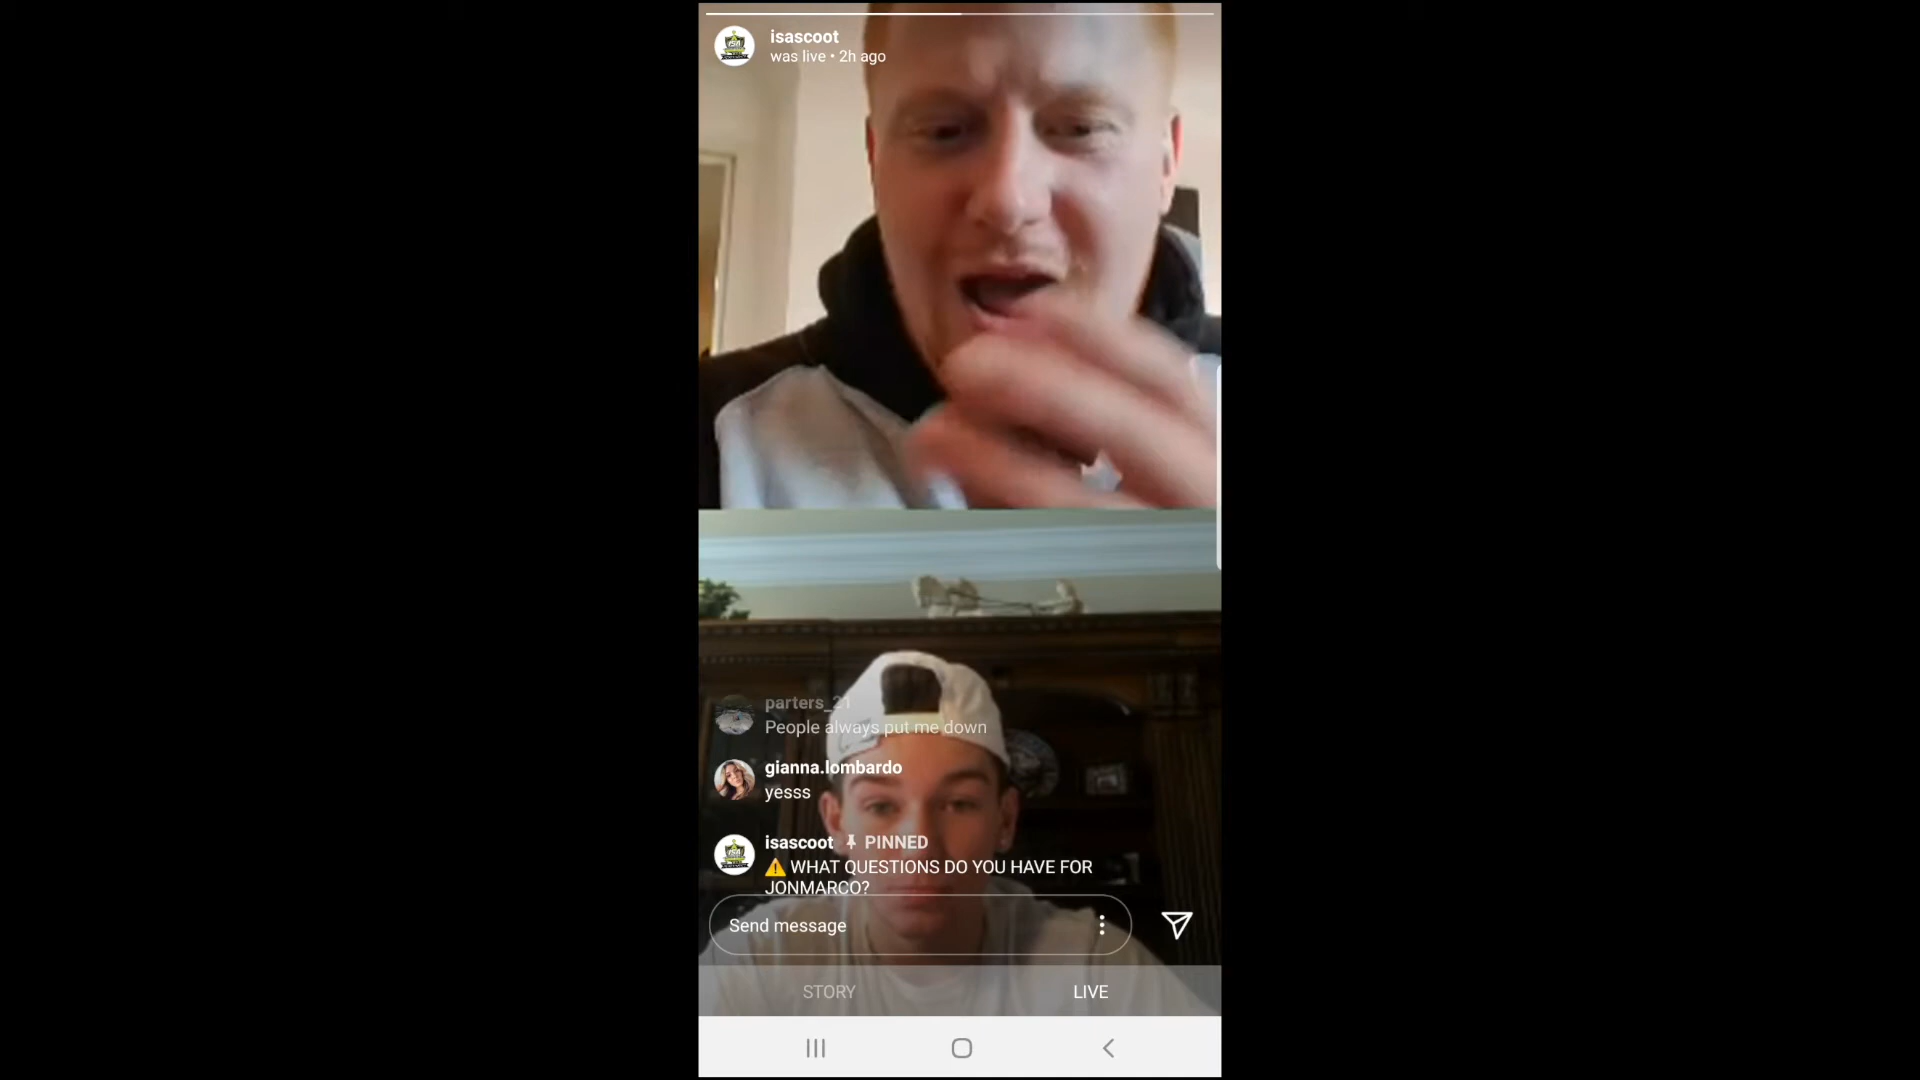 isascoot
was live • 2h ago
parters_21
People always put me down
gianna.lombardo
yesss
isascoot PINNED
⚠️ WHAT QUESTIONS DO YOU HAVE FOR
JONMARCO?
Send message
STORY
LIVE